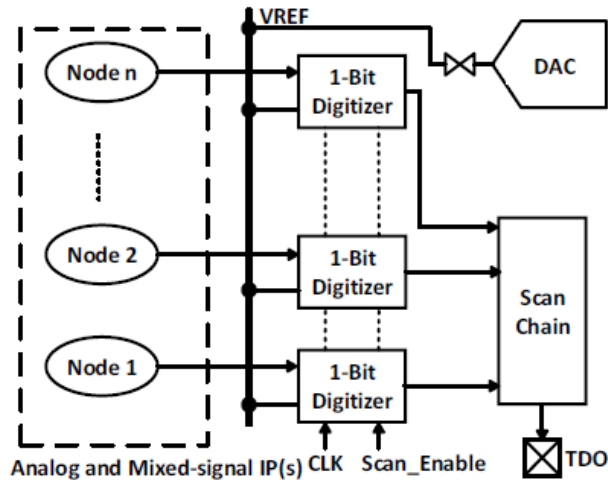 VREF
Node n
1-Bit
Digitizer
DAC
Node 2
1-Bit
Digitizer
Scan
Chain
Node 1
1-Bit
Digitizer
Analog and Mixed-signal IP(s)
CLK
Scan_Enable
TDO